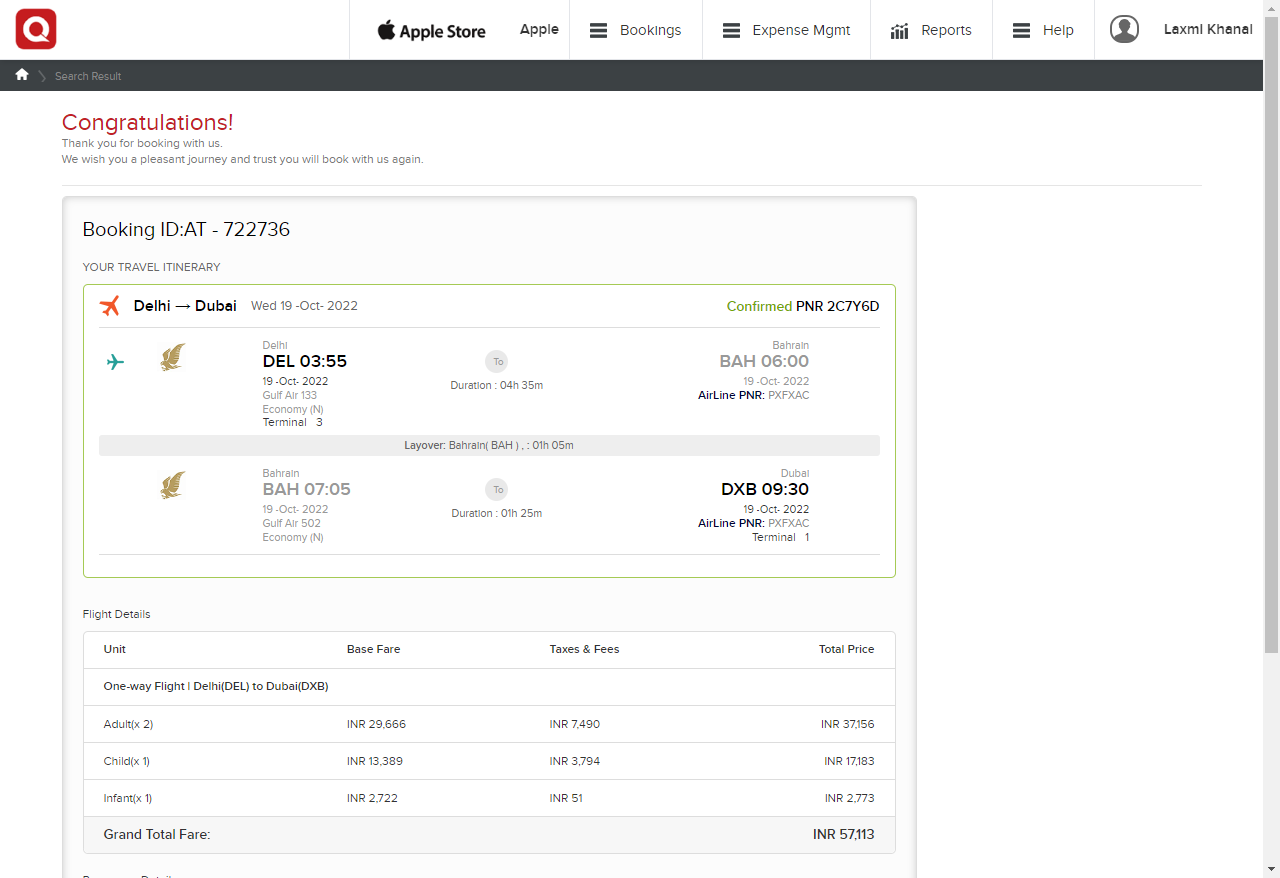 Q
Apple Store
Apple
Bookings
Expense Mgmt
Reports
Help
Laxmi Khanal
Search Result
Congratulations!
Thank you for booking with us.
We wish you a pleasant journey and trust you will book with us again.
Booking ID:AT - 722736
YOUR TRAVEL ITINERARY
Delhi → Dubai Wed 19 -Oct- 2022 Confirmed PNR 2C7Y6D
Delhi
DEL 03:55
19 -Oct- 2022
Gulf Air 133
Economy (N)
Terminal 3
To
Duration : 04h 35m
Bahrain
BAH 06:00
19 -Oct- 2022
AirLine PNR: PXFXAC
Layover: Bahrain( BAH ) , : 01h 05m
Bahrain
BAH 07:05
19 -Oct- 2022
Gulf Air 502
Economy (N)
To
Duration : 01h 25m
Dubai
DXB 09:30
19 -Oct- 2022
AirLine PNR: PXFXAC
Terminal 1
Flight Details
Unit Base Fare Taxes & Fees Total Price
One-way Flight | Delhi(DEL) to Dubai(DXB)
Adult(x 2) INR 29,666 INR 7,490 INR 37,156
Child(x 1) INR 13,389 INR 3,794 INR 17,183
Infant(x 1) INR 2,722 INR 51 INR 2,773
Grand Total Fare: INR 57,113